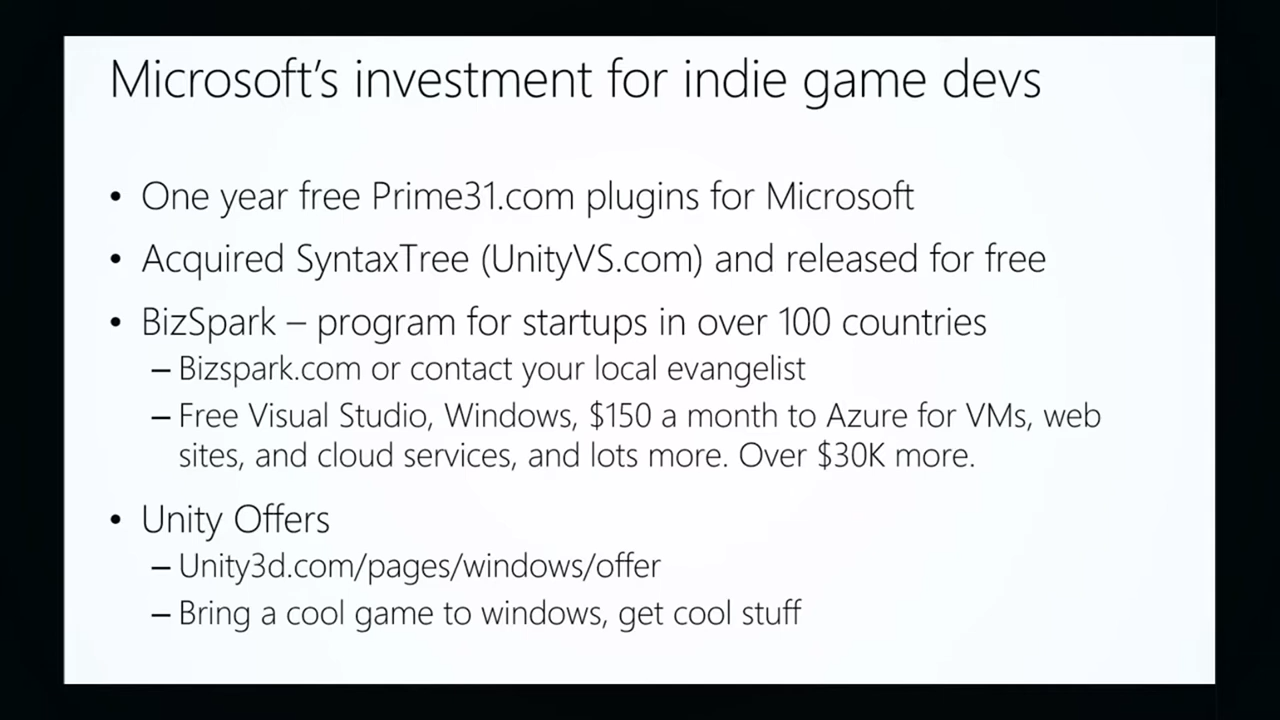 Microsoft's investment for indie game devs
• One year free Prime31.com plugins for Microsoft
• Acquired SyntaxTree (UnityVS.com) and released for free
• BizSpark – program for startups in over 100 countries
– Bizspark.com or contact your local evangelist
– Free Visual Studio, Windows, $150 a month to Azure for VMs, web
sites, and cloud services, and lots more. Over $30K more.
• Unity Offers
– Unity3d.com/pages/windows/offer
– Bring a cool game to windows, get cool stuff